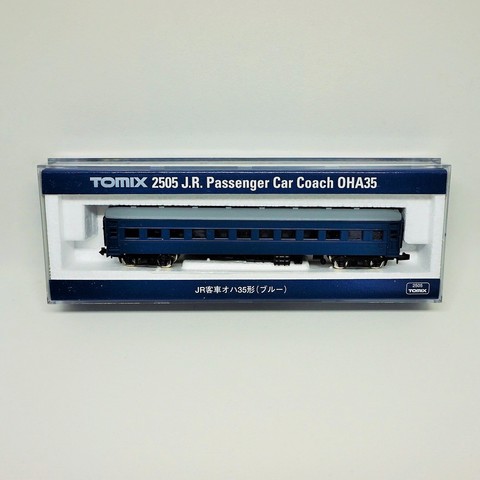 TOMIX 2505 J.R. Passenger Car Coach OHA35
JR客車オハ35形(ブルー)
2505
TOMIX